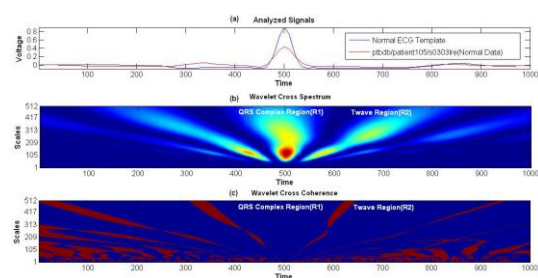 (a) Analyzed Signals
Voltage
0.8
0.6
0.4
0.2
0
Normal ECG Template
ptbdb/patient105/s0303lre(Normal Data)
100 200 300 400 500 600 700 800 900 1000
Time
(b) Wavelet Cross Spectrum
Scales
512
417
313
209
105
1
QRS Complex Region(R1)
Twave Region(R2)
100 200 300 400 500 600 700 800 900 1000
Time
(c) Wavelet Cross Coherence
Scales
512
417
313
209
105
1
QRS Complex Region(R1)
Twave Region(R2)
100 200 300 400 500 600 700 800 900 1000
Time